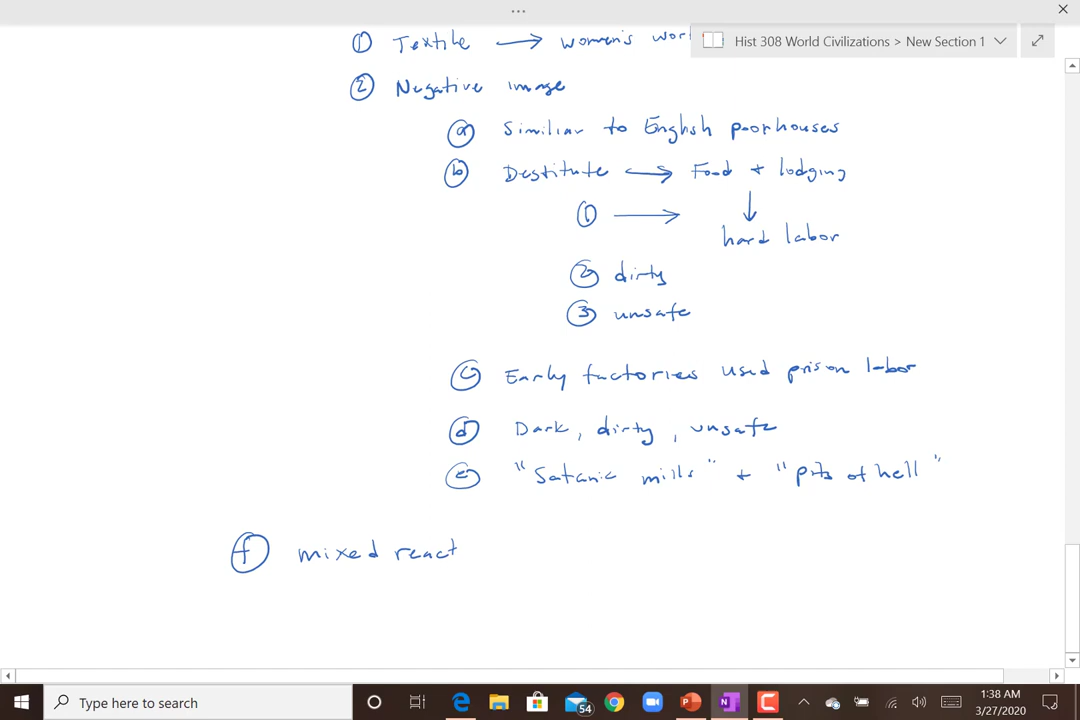 Hist 308 World Civilizations > New Section 1
① Textile → women's
② Negative image
ⓐ Similiar to English poorhouses
ⓑ Destitute → Food + lodging
① → ↓
hard labor
② dirty
③ unsafe
ⓒ Early factories used prison labor
ⓓ Dark, dirty, unsafe
ⓔ "Satanic mills" + "pits of hell"
ⓕ mixed react
Type here to search
54
1:38 AM
3/27/2020